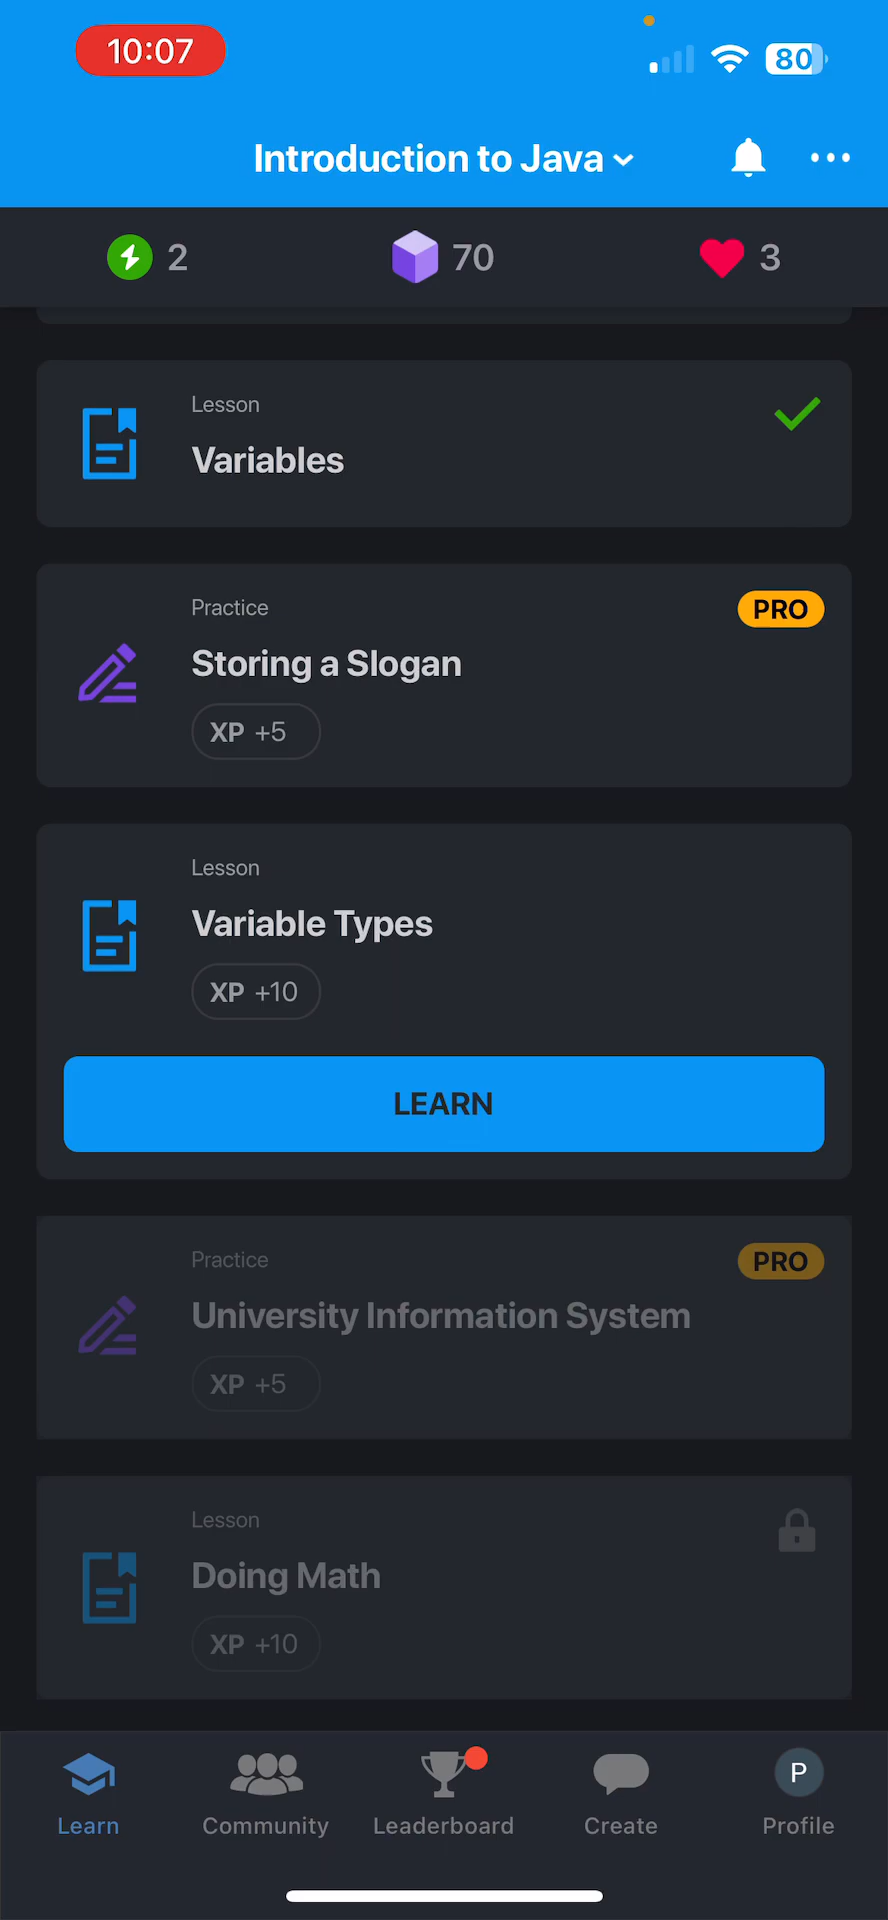 10:07
80
Introduction to Java
2
70
3
Lesson
Variables
Practice
PRO
Storing a Slogan
XP +5
Lesson
Variable Types
XP +10
LEARN
Practice
PRO
University Information System
XP +5
Lesson
Doing Math
XP +10
P
Learn
Community
Leaderboard
Create
Profile